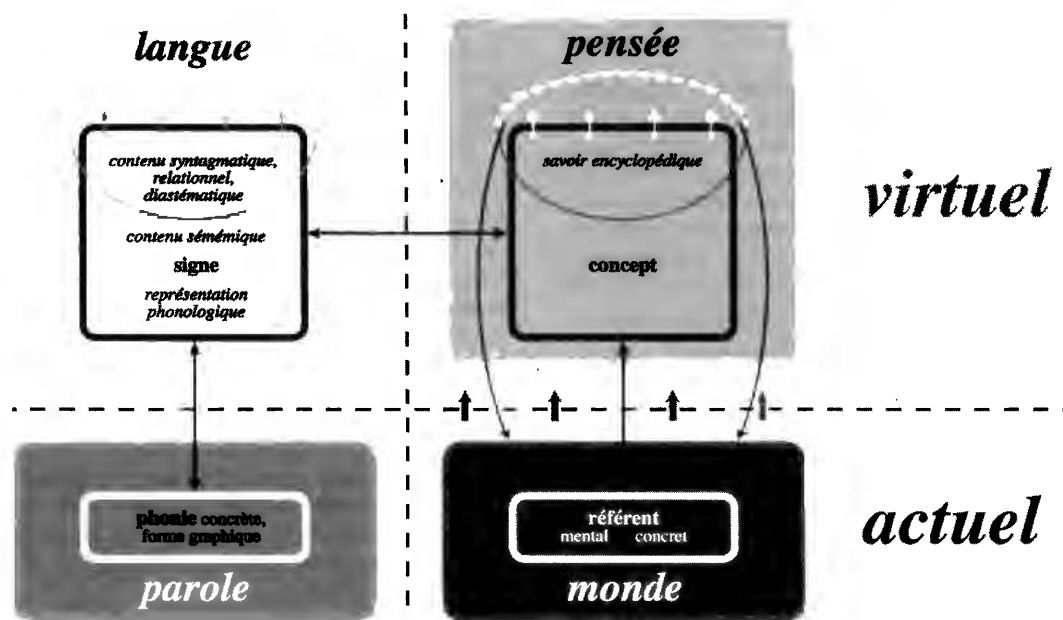 langue
pensée
contenu syntagmatique,
relationnel,
diastématique
contenu sémémique
signe
représentation
phonologique
savoir encyclopédique
concept
virtuel
phonie concrète,
forme graphique
parole
référent
mental concret
monde
actuel